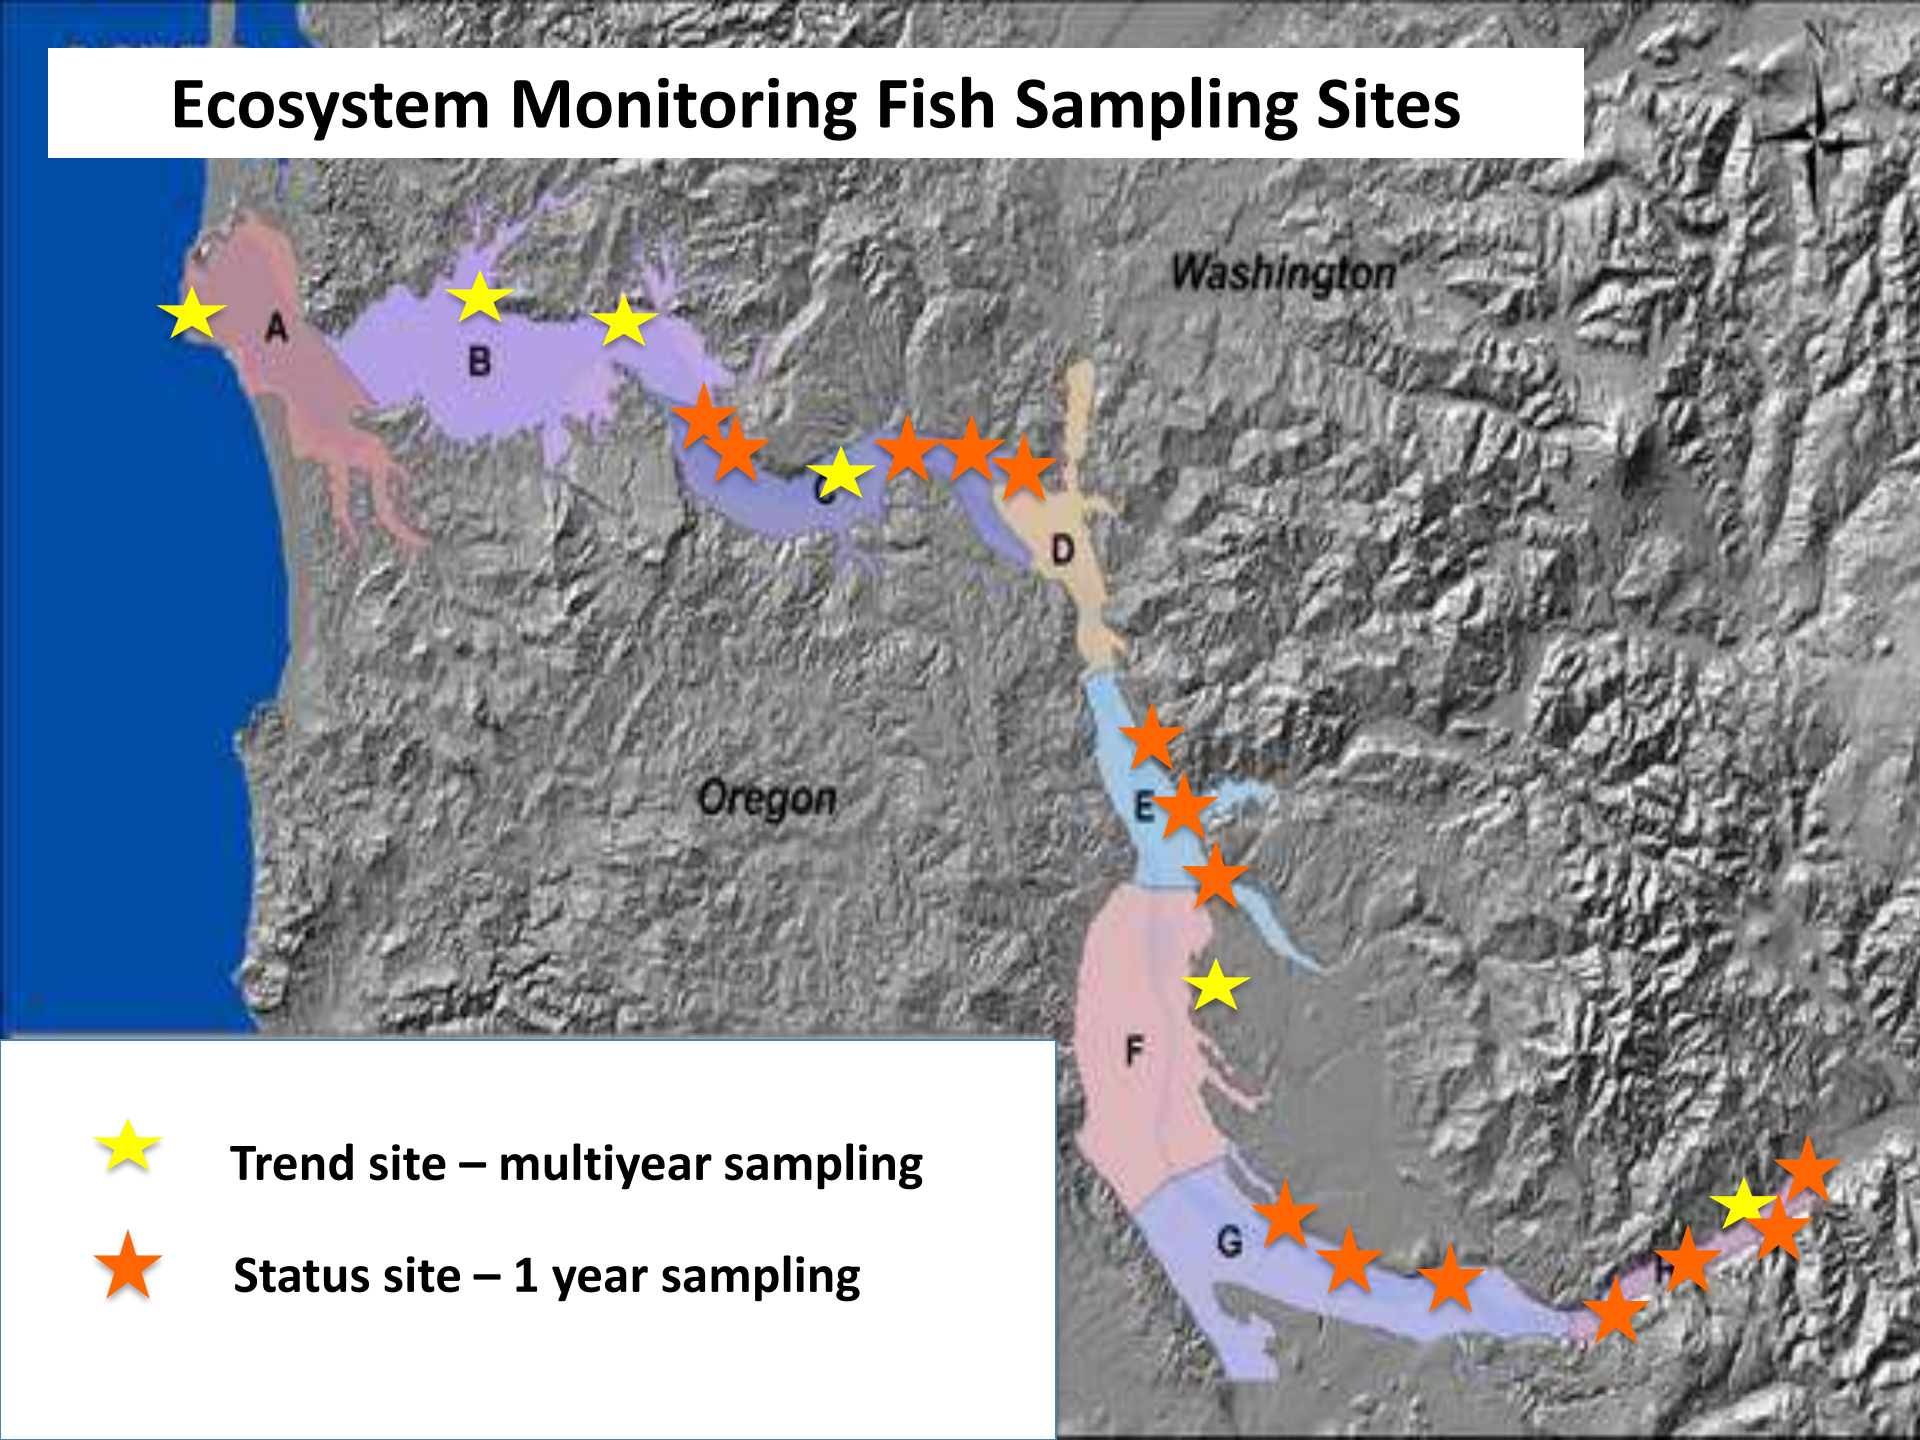 Ecosystem Monitoring Fish Sampling Sites
N
Washington
A
B
C
D
Oregon
E
F
Trend site – multiyear sampling
G
H
Status site – 1 year sampling